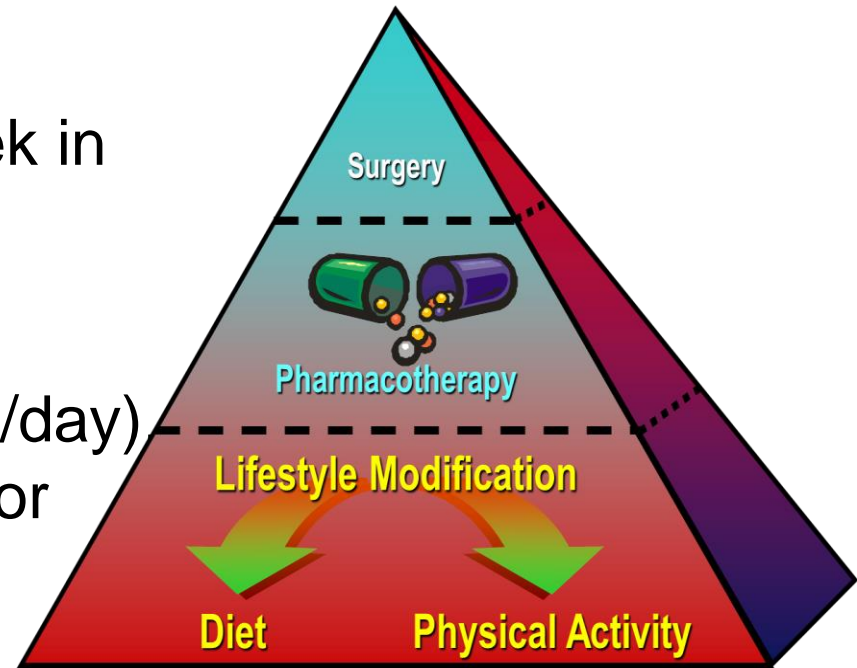 ek in
Surgery
Pharmacotherapy
/day)
Lifestyle Modification
or
Diet Physical Activity